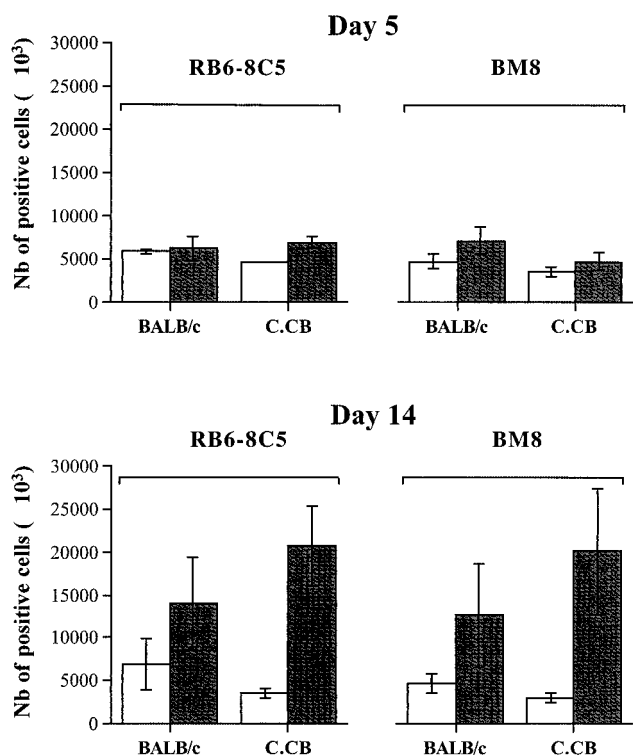 Day 5
RB6-8C5 BM8
Nb of positive cells ( 10³)
30000
25000
20000
15000
10000
5000
0
BALB/c C.CB BALB/c C.CB
Day 14
RB6-8C5 BM8
Nb of positive cells ( 10³)
30000
25000
20000
15000
10000
5000
0
BALB/c C.CB BALB/c C.CB